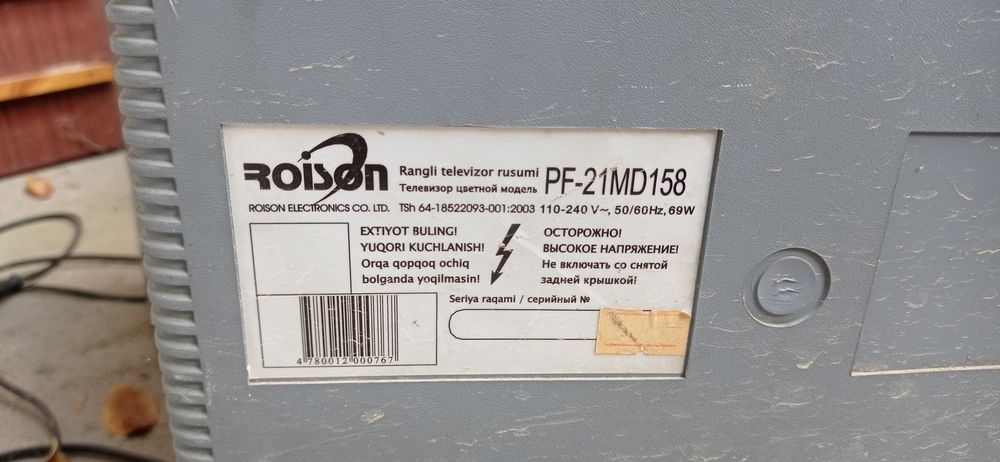 ROISON
Rangli televizor rusumi
Телевизор цветной модель
PF-21MD158
ROISON ELECTRONICS CO. LTD. TSh 64-18522093-001:2003 110-240 V~, 50/60Hz, 69W
EXTIYOT BULING!
YUQORI KUCHLANISH!
Orqa qopqoq ochiq
bolganda yoqilmasin!
ОСТОРОЖНО!
ВЫСОКОЕ НАПРЯЖЕНИЕ!
Не включать со снятой
задней крышкой!
Seriya raqami / серийный №
4 780012 000767